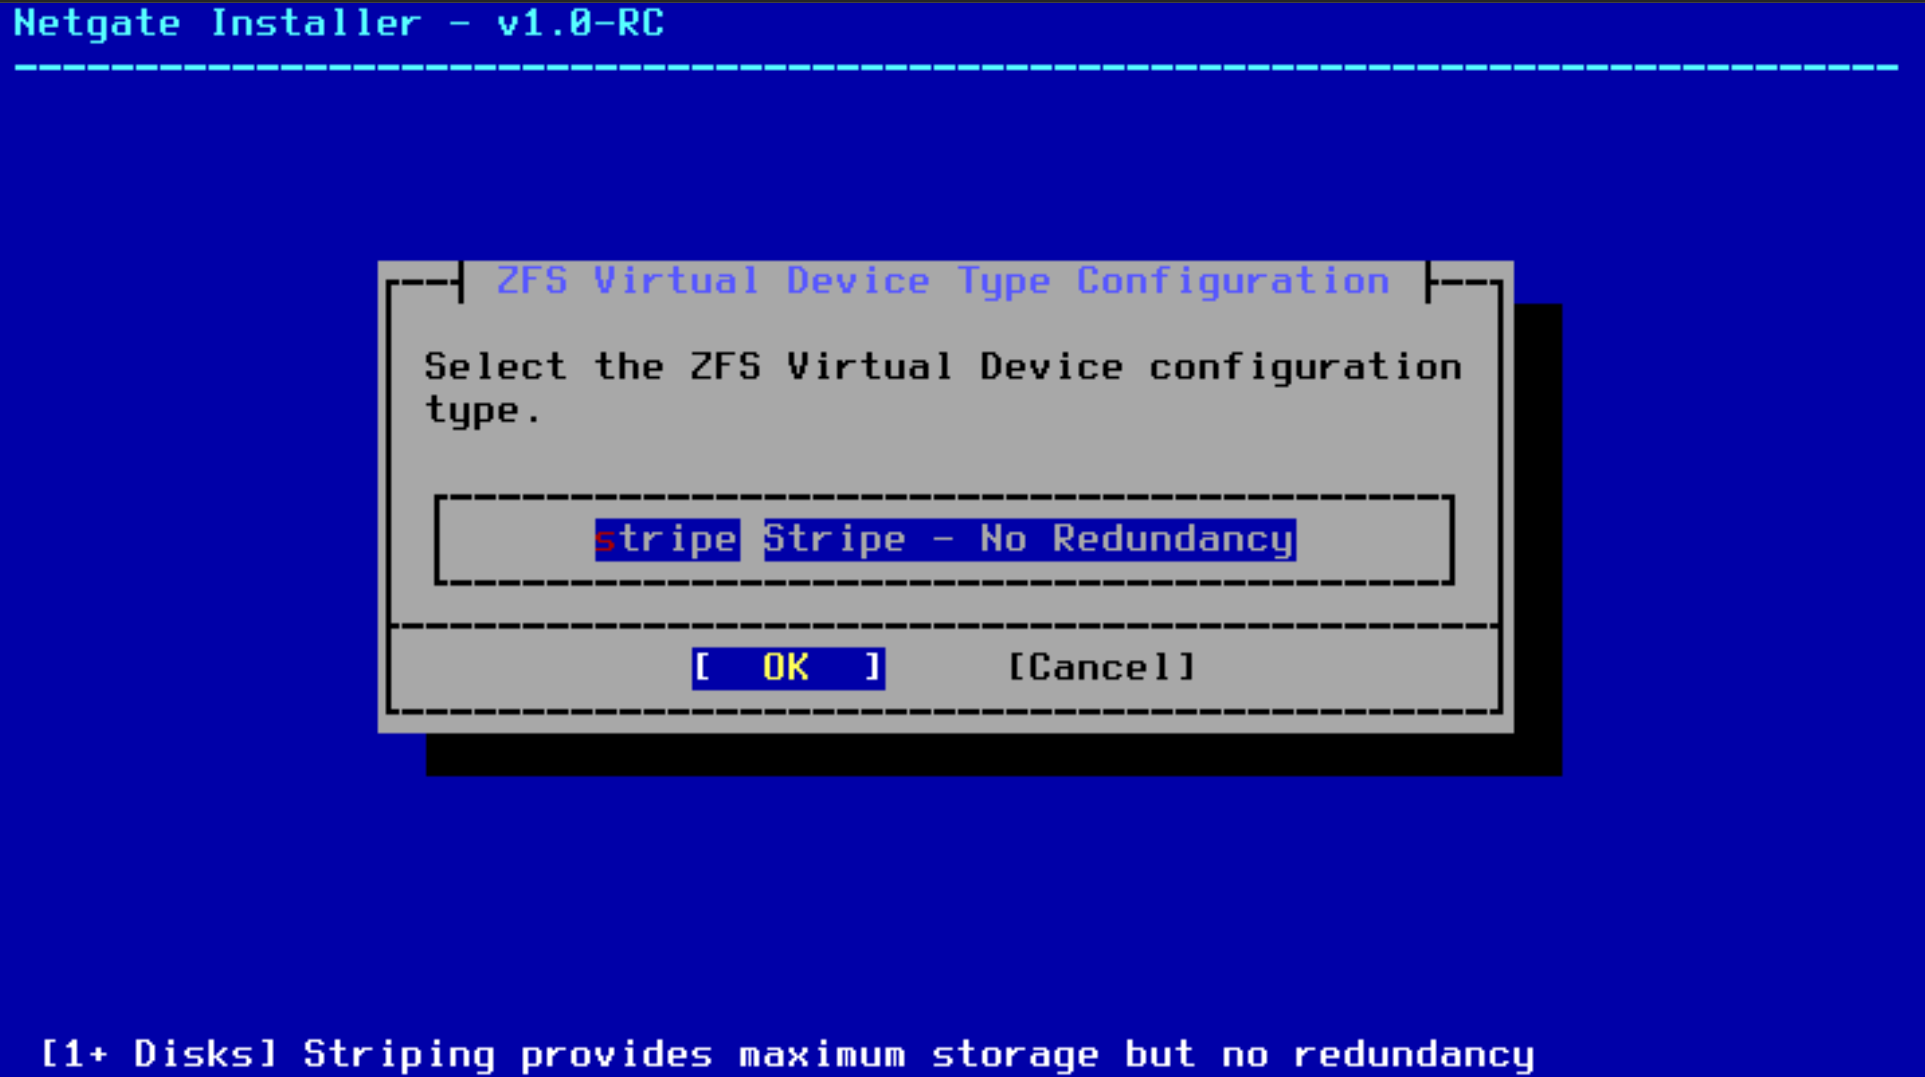 Netgate Installer - v1.0-RC
ZFS Virtual Device Type Configuration
Select the ZFS Virtual Device configuration
type.
stripe Stripe - No Redundancy
[ OK ] [Cancel]
[1+ Disks] Striping provides maximum storage but no redundancy